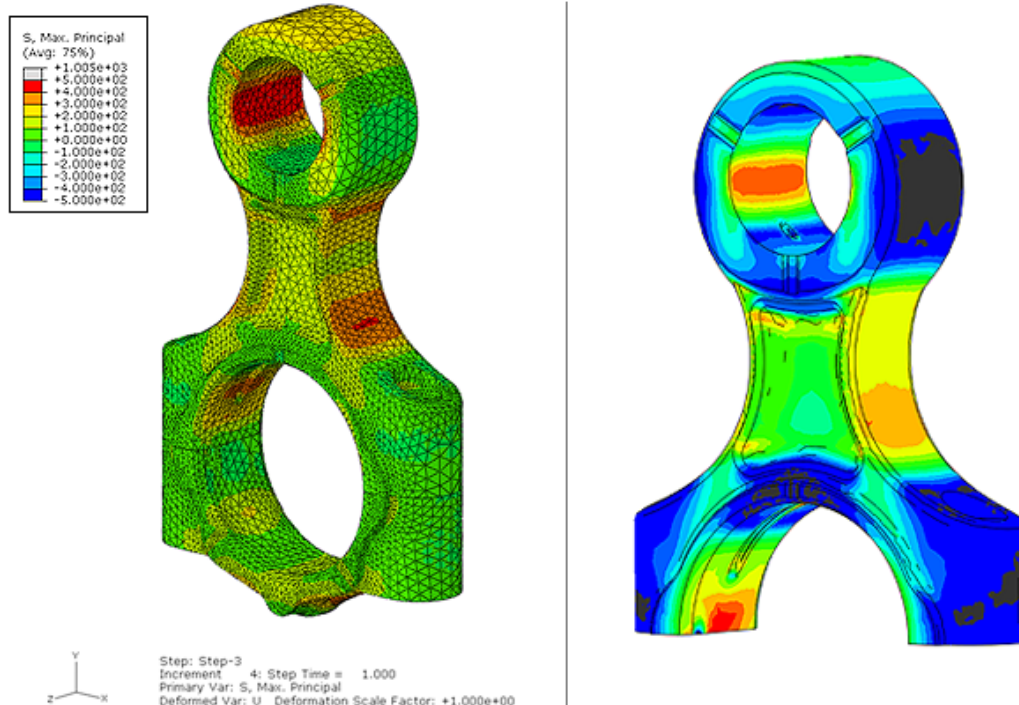 S, Max. Principal
(Avg: 75%)
+1.005e+03
+5.000e+02
+4.000e+02
+3.000e+02
+2.000e+02
+1.000e+02
+0.000e+00
-1.000e+02
-2.000e+02
-3.000e+02
-4.000e+02
-5.000e+02
Y
Z X
Step: Step-3
Increment 4: Step Time = 1.000
Primary Var: S, Max. Principal
Deformed Var: U Deformation Scale Factor: +1.000e+00